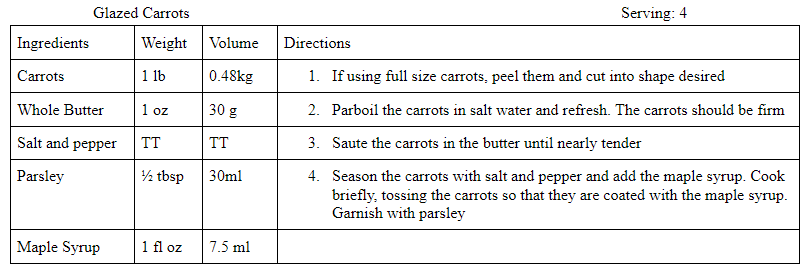 Glazed Carrots Serving: 4
Ingredients Weight Volume Directions
Carrots 1 lb 0.48kg 1. If using full size carrots, peel them and cut into shape desired
Whole Butter 1 oz 30 g 2. Parboil the carrots in salt water and refresh. The carrots should be firm
Salt and pepper TT TT 3. Saute the carrots in the butter until nearly tender
Parsley ½ tbsp 30ml 4. Season the carrots with salt and pepper and add the maple syrup. Cook
briefly, tossing the carrots so that they are coated with the maple syrup.
Garnish with parsley
Maple Syrup 1 fl oz 7.5 ml